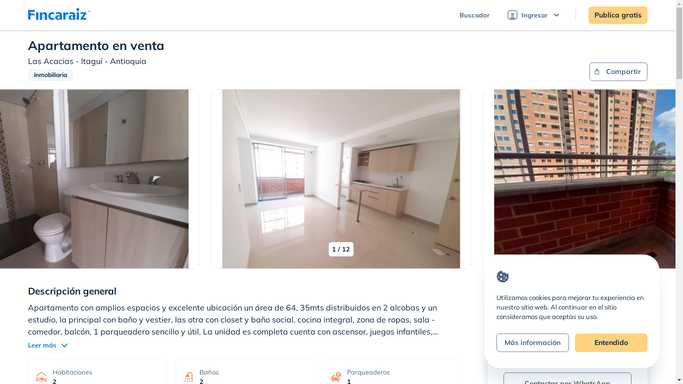 Fincaraiz
Buscador
Ingresar
Publica gratis
Apartamento en venta
Las Acacias - Itaguí - Antioquia
Inmobiliaria
Compartir
1 / 12
Descripción general
Apartamento con amplios espacios y excelente ubicación un área de 64, 35mts distribuidos en 2 alcobas y un
estudio, la principal con baño y vestier, las otra con closet y baño social, cocina integral, zona de ropas, sala -
comedor, balcón, 1 parqueadero sencillo y útil. La unidad es completa cuenta con ascensor, juegos infantiles,...
Leer más
Habitaciones
2
Baños
2
Parqueaderos
1
Utilizamos cookies para mejorar tu experiencia en
nuestro sitio web. Al continuar en el sitio
consideramos que aceptas su uso.
Más información
Entendido
Contactar por WhatsApp